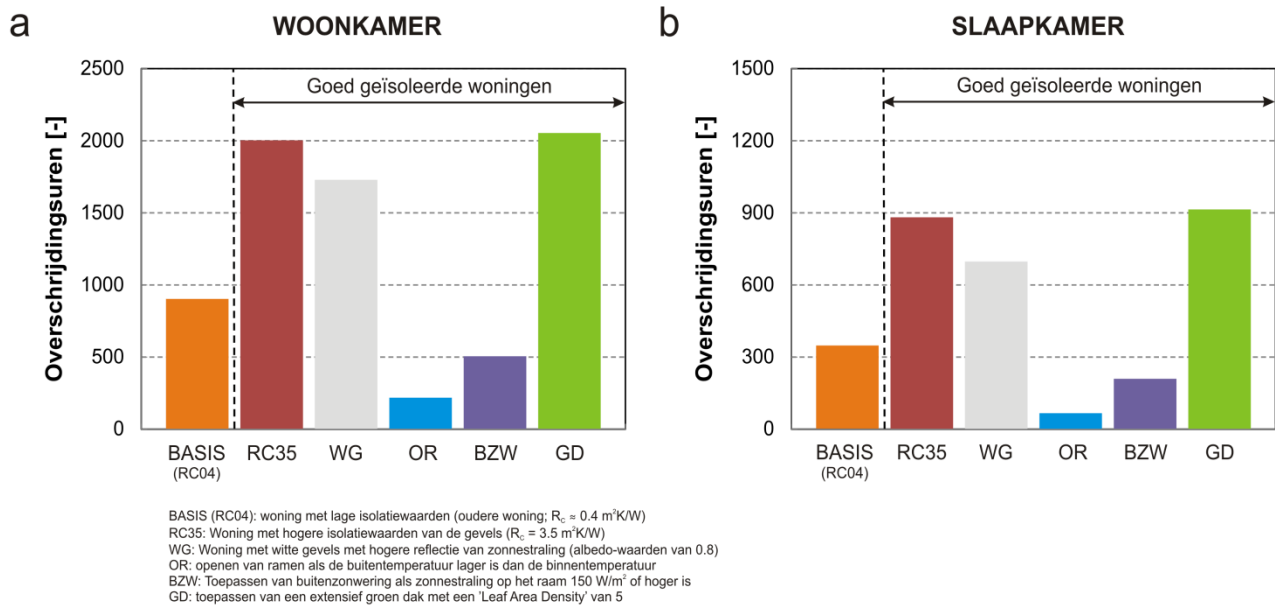 a
WOONKAMER
Overschrijdingsuren [-]
2500
2000
1500
1000
500
0
Goed geïsoleerde woningen
BASIS
(RC04)
RC35
WG
OR
BZW
GD
b
SLAAPKAMER
Overschrijdingsuren [-]
1500
1200
900
600
300
0
Goed geïsoleerde woningen
BASIS
(RC04)
RC35
WG
OR
BZW
GD
BASIS (RC04): woning met lage isolatiewaarden (oudere woning; Rc ≈ 0.4 m²K/W)
RC35: Woning met hogere isolatiewaarden van de gevels (Rc = 3.5 m²K/W)
WG: Woning met witte gevels met hogere reflectie van zonnestraling (albedo-waarden van 0.8)
OR: openen van ramen als de buitentemperatuur lager is dan de binnentemperatuur
BZW: Toepassen van buitenzonwering als zonnestraling op het raam 150 W/m² of hoger is
GD: toepassen van een extensief groen dak met een 'Leaf Area Density' van 5